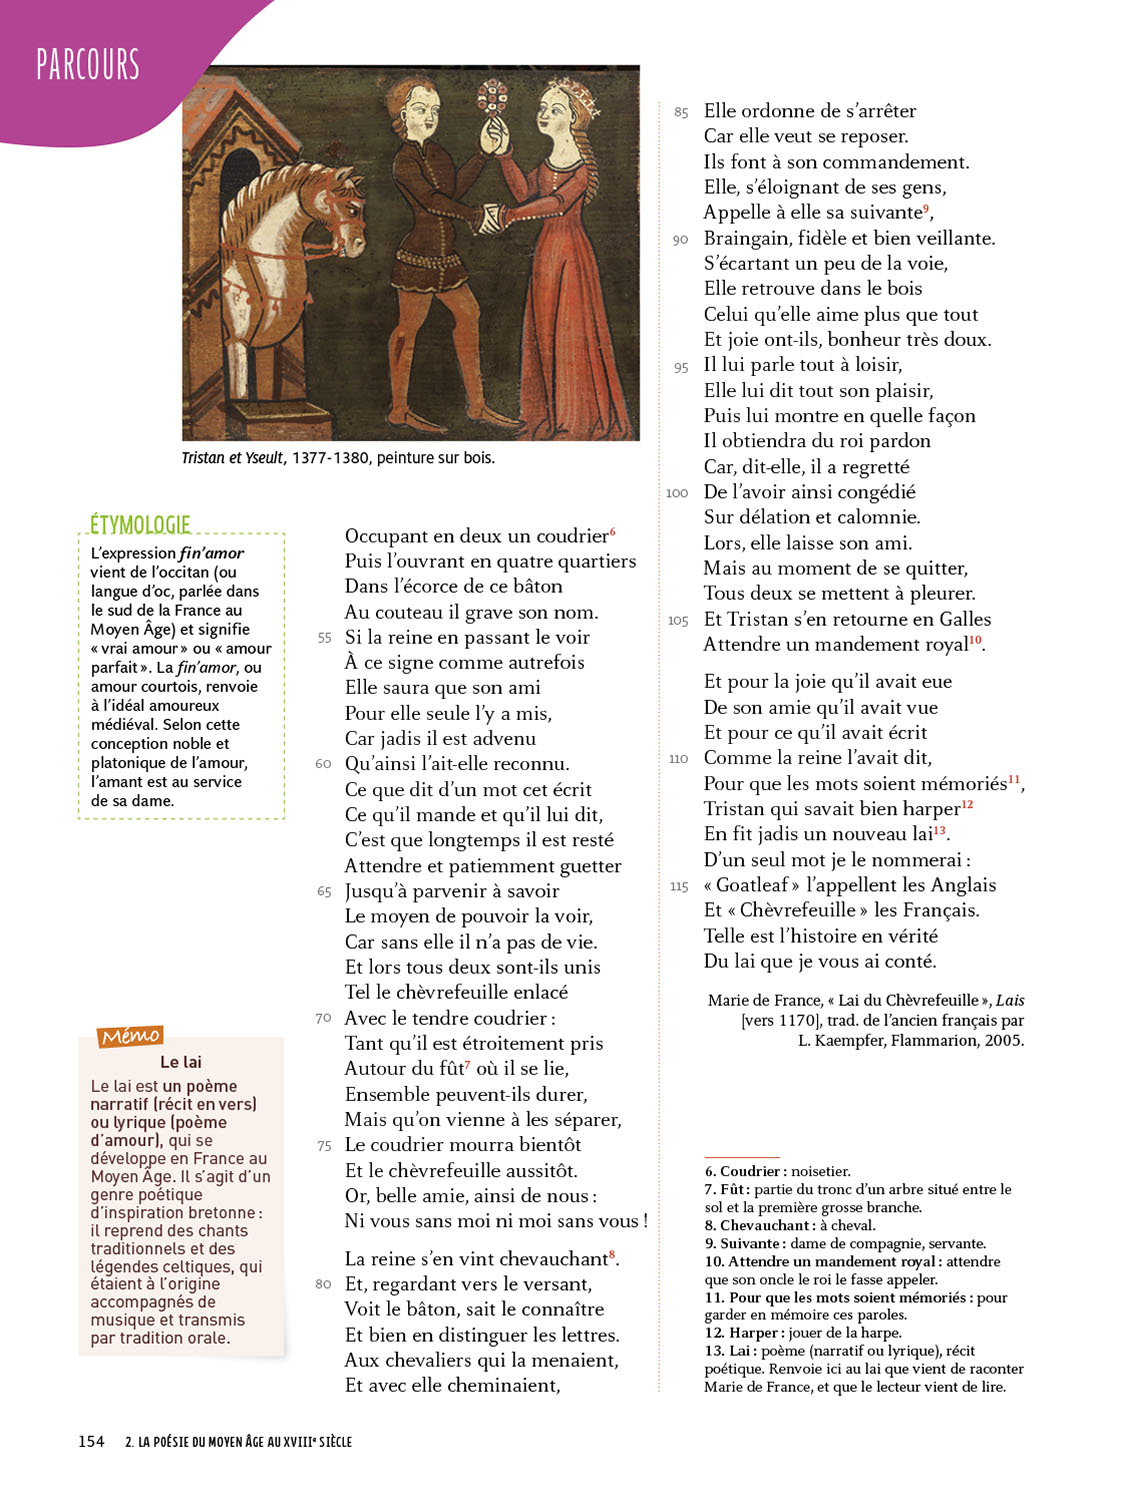 PARCOURS
Tristan et Yseult, 1377-1380, peinture sur bois.
ÉTYMOLOGIE
L’expression fin’amor
vient de l’occitan (ou
langue d’oc, parlée dans
le sud de la France au
Moyen Âge) et signifie
« vrai amour » ou « amour
parfait ». La fin’amor, ou
amour courtois, renvoie
à l’idéal amoureux
médiéval. Selon cette
conception noble et
platonique de l’amour,
l’amant est au service
de sa dame.
Mémo
Le lai
Le lai est un poème
narratif (récit en vers)
ou lyrique (poème
d’amour), qui se
développe en France au
Moyen Âge. Il s’agit d’un
genre poétique
d’inspiration bretonne :
il reprend des chants
traditionnels et des
légendes celtiques, qui
étaient à l’origine
accompagnés de
musique et transmis
par tradition orale.
Occupant en deux un coudrier6
Puis l’ouvrant en quatre quartiers
Dans l’écorce de ce bâton
Au couteau il grave son nom.
55 Si la reine en passant le voir
À ce signe comme autrefois
Elle saura que son ami
Pour elle seule l’y a mis,
Car jadis il est advenu
60 Qu’ainsi l’ait-elle reconnu.
Ce que dit d’un mot cet écrit
Ce qu’il mande et qu’il lui dit,
C’est que longtemps il est resté
Attendre et patiemment guetter
65 Jusqu’à parvenir à savoir
Le moyen de pouvoir la voir,
Car sans elle il n’a pas de vie.
Et lors tous deux sont-ils unis
Tel le chèvrefeuille enlacé
70 Avec le tendre coudrier :
Tant qu’il est étroitement pris
Autour du fût7 où il se lie,
Ensemble peuvent-ils durer,
Mais qu’on vienne à les séparer,
75 Le coudrier mourra bientôt
Et le chèvrefeuille aussitôt.
Or, belle amie, ainsi de nous :
Ni vous sans moi ni moi sans vous !
La reine s’en vint chevauchant8.
80 Et, regardant vers le versant,
Voit le bâton, sait le connaître
Et bien en distinguer les lettres.
Aux chevaliers qui la menaient,
Et avec elle cheminaient,
85 Elle ordonne de s’arrêter
Car elle veut se reposer.
Ils font à son commandement.
Elle, s’éloignant de ses gens,
Appelle à elle sa suivante9,
90 Braingain, fidèle et bien veillante.
S’écartant un peu de la voie,
Elle retrouve dans le bois
Celui qu’elle aime plus que tout
Et joie ont-ils, bonheur très doux.
95 Il lui parle tout à loisir,
Elle lui dit tout son plaisir,
Puis lui montre en quelle façon
Il obtiendra du roi pardon
Car, dit-elle, il a regretté
100 De l’avoir ainsi congédié
Sur délation et calomnie.
Lors, elle laisse son ami.
Mais au moment de se quitter,
Tous deux se mettent à pleurer.
105 Et Tristan s’en retourne en Galles
Attendre un mandement royal10.
Et pour la joie qu’il avait eue
De son amie qu’il avait vue
Et pour ce qu’il avait écrit
110 Comme la reine l’avait dit,
Pour que les mots soient mémoriés11,
Tristan qui savait bien harper12
En fit jadis un nouveau lai13.
D’un seul mot je le nommerai :
115 « Goatleaf » l’appellent les Anglais
Et « Chèvrefeuille » les Français.
Telle est l’histoire en vérité
Du lai que je vous ai conté.
Marie de France, « Lai du Chèvrefeuille », Lais
[vers 1170], trad. de l’ancien français par
L. Kaempfer, Flammarion, 2005.
6. Coudrier : noisetier.
7. Fût : partie du tronc d’un arbre situé entre le
sol et la première grosse branche.
8. Chevauchant : à cheval.
9. Suivante : dame de compagnie, servante.
10. Attendre un mandement royal : attendre
que son oncle le roi le fasse appeler.
11. Pour que les mots soient mémoriés : pour
garder en mémoire ces paroles.
12. Harper : jouer de la harpe.
13. Lai : poème (narratif ou lyrique), récit
poétique. Renvoie ici au lai que vient de raconter
Marie de France, et que le lecteur vient de lire.
154 2. LA POÉSIE DU MOYEN ÂGE AU XVIIIe SIÈCLE